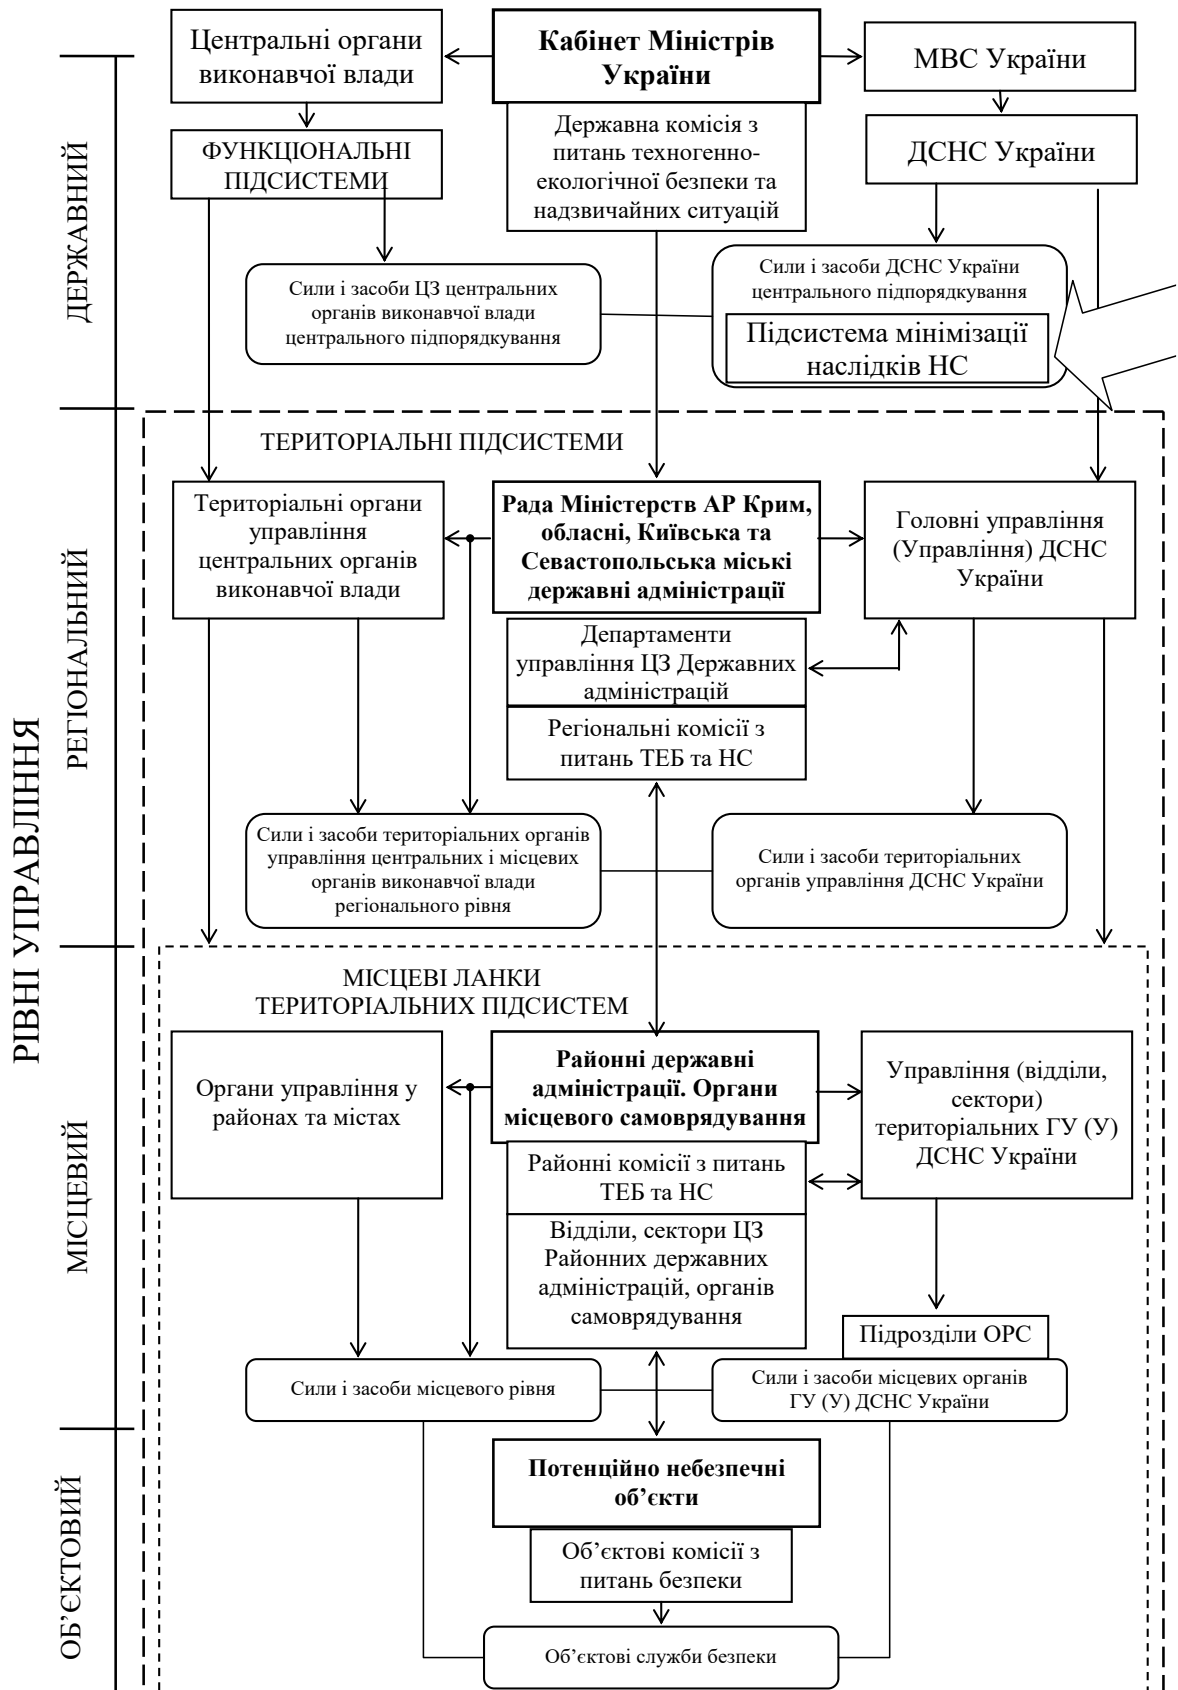 РІВНІ УПРАВЛІННЯ
ДЕРЖАВНИЙ
Центральні органи
виконавчої влади
Кабінет Міністрів
України
МВС України
ФУНКЦІОНАЛЬНІ
ПІДСИСТЕМИ
Державна комісія з
питань техногенно-
екологічної безпеки та
надзвичайних ситуацій
ДСНС України
Сили і засоби ЦЗ центральних
органів виконавчої влади
центрального підпорядкування
Сили і засоби ДСНС України
центрального підпорядкування
Підсистема мінімізації
наслідків НС
РЕГІОНАЛЬНИЙ
ТЕРИТОРІАЛЬНІ ПІДСИСТЕМИ
Територіальні органи
управління
центральних органів
виконавчої влади
Рада Міністерств АР Крим,
обласні, Київська та
Севастопольська міські
державні адміністрації
Головні управління
(Управління) ДСНС
України
Департаменти
управління ЦЗ Державних
адміністрацій
Регіональні комісії з
питань ТЕБ та НС
Сили і засоби територіальних органів
управління центральних і місцевих
органів виконавчої влади
регіонального рівня
Сили і засоби територіальних
органів управління ДСНС України
МІСЦЕВИЙ
МІСЦЕВІ ЛАНКИ
ТЕРИТОРІАЛЬНИХ ПІДСИСТЕМ
Органи управління у
районах та містах
Районні державні
адміністрації. Органи
місцевого самоврядування
Управління (відділи,
сектори)
територіальних ГУ (У)
ДСНС України
Районні комісії з питань
ТЕБ та НС
Відділи, сектори ЦЗ
Районних державних
адміністрацій, органів
самоврядування
Підрозділи ОРС
Сили і засоби місцевого рівня
Сили і засоби місцевих органів
ГУ (У) ДСНС України
ОБ’ЄКТОВИЙ
Потенційно небезпечні
об’єкти
Об’єктові комісії з
питань безпеки
Об’єктові служби безпеки